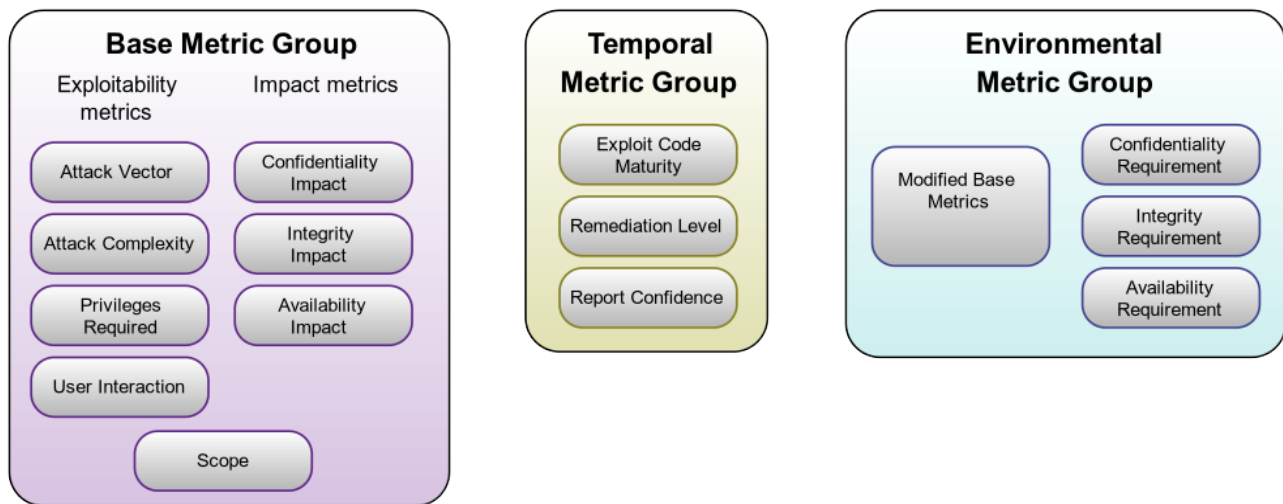 Base Metric Group
Exploitability
metrics
Impact metrics
Attack Vector
Attack Complexity
Privileges
Required
User Interaction
Confidentiality
Impact
Integrity
Impact
Availability
Impact
Scope
Temporal
Metric Group
Exploit Code
Maturity
Remediation Level
Report Confidence
Environmental
Metric Group
Modified Base
Metrics
Confidentiality
Requirement
Integrity
Requirement
Availability
Requirement